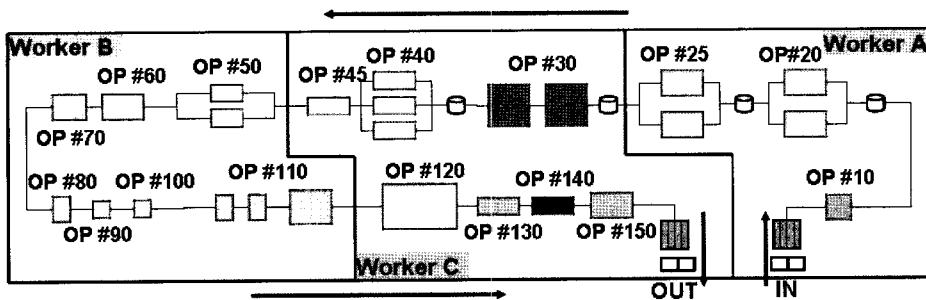 Worker B
Worker A
OP #60
OP #50
OP #45
OP #40
OP #30
OP #25
OP #20
OP #70
OP #80
OP #100
OP #110
OP #120
OP #140
OP #10
OP #90
OP #130
OP #150
Worker C
OUT
IN